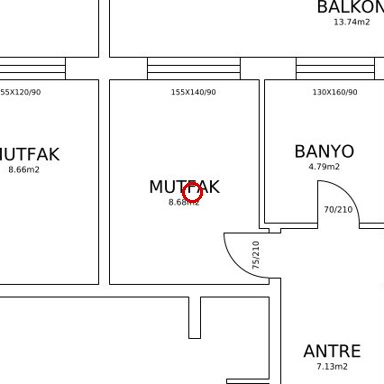 BALKON
13.74m2
55X120/90
155X140/90
130X160/90
MUTFAK
8.66m2
MUTFAK
8.68m2
BANYO
4.79m2
70/210
75/210
ANTRE
7.13m2